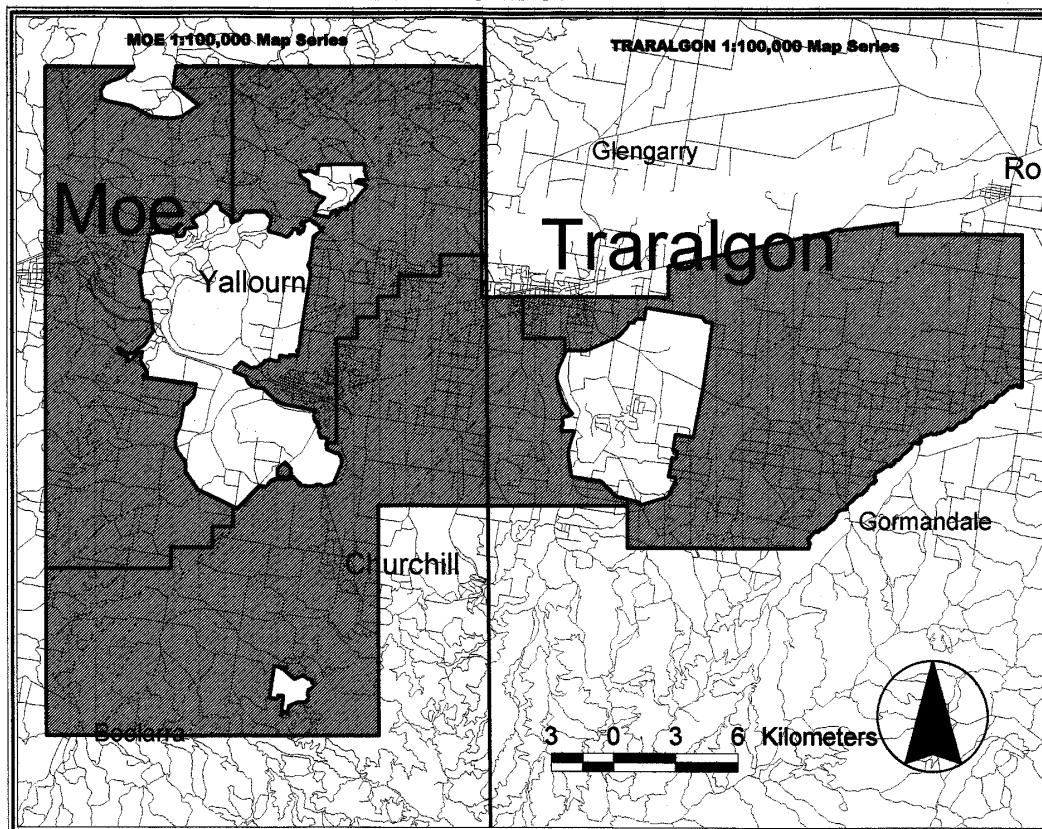 MOE 1:100,000 Map Series
TRARALGON 1:100,000 Map Series
Glengarry
Ro
Moe
Traralgon
Yallourn
Gormandale
Churchill
Boolarra
3 0 3 6 Kilometers